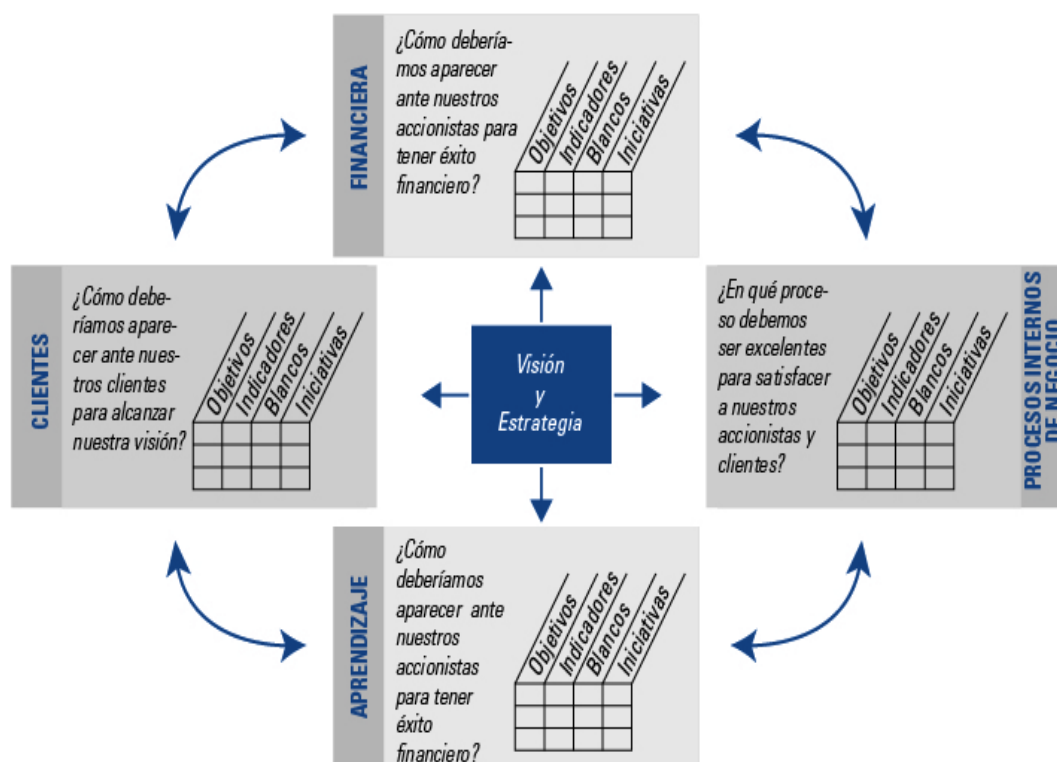 FINANCIERA
¿Cómo debería-
mos aparecer
ante nuestros
accionistas para
tener éxito
financiero?
Objetivos
Indicadores
Blancos
Iniciativas
CLIENTES
¿Cómo debe-
ríamos apare-
cer ante nues-
tros clientes
para alcanzar
nuestra visión?
Objetivos
Indicadores
Blancos
Iniciativas
Visión
y
Estrategia
¿En qué proce-
so debemos
ser excelentes
para satisfacer
a nuestros
accionistas y
clientes?
Objetivos
Indicadores
Blancos
Iniciativas
PROCESOS INTERNOS
DE NEGOCIO
APRENDIZAJE
¿Cómo
deberíamos
aparecer ante
nuestros
accionistas
para tener
éxito
financiero?
Objetivos
Indicadores
Blancos
Iniciativas